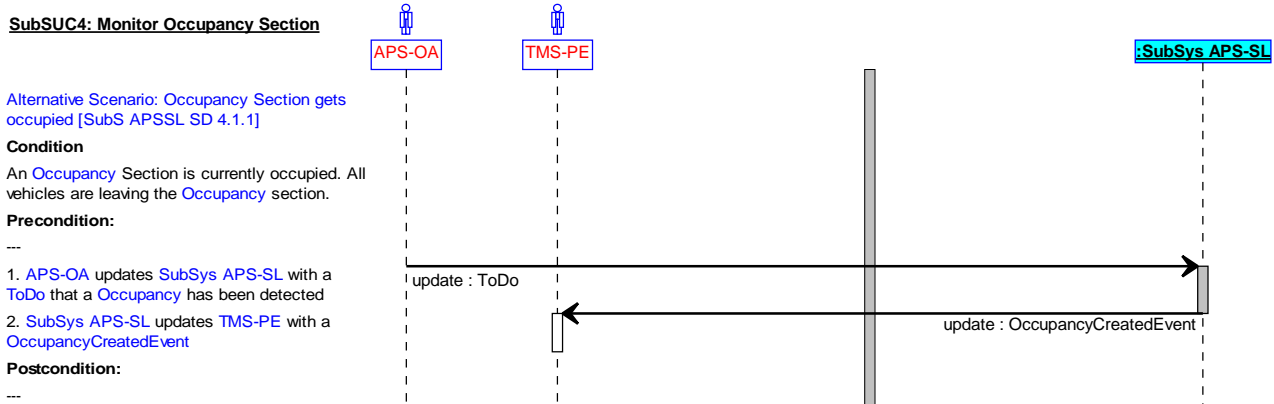 SubSUC4: Monitor Occupancy Section
APS-OA
TMS-PE
:SubSys APS-SL
Alternative Scenario: Occupancy Section gets
occupied [SubS APSSL SD 4.1.1]
Condition
An Occupancy Section is currently occupied. All
vehicles are leaving the Occupancy section.
Precondition:
---
1. APS-OA updates SubSys APS-SL with a
ToDo that a Occupancy has been detected
update : ToDo
2. SubSys APS-SL updates TMS-PE with a
OccupancyCreatedEvent
update : OccupancyCreatedEvent
Postcondition:
---